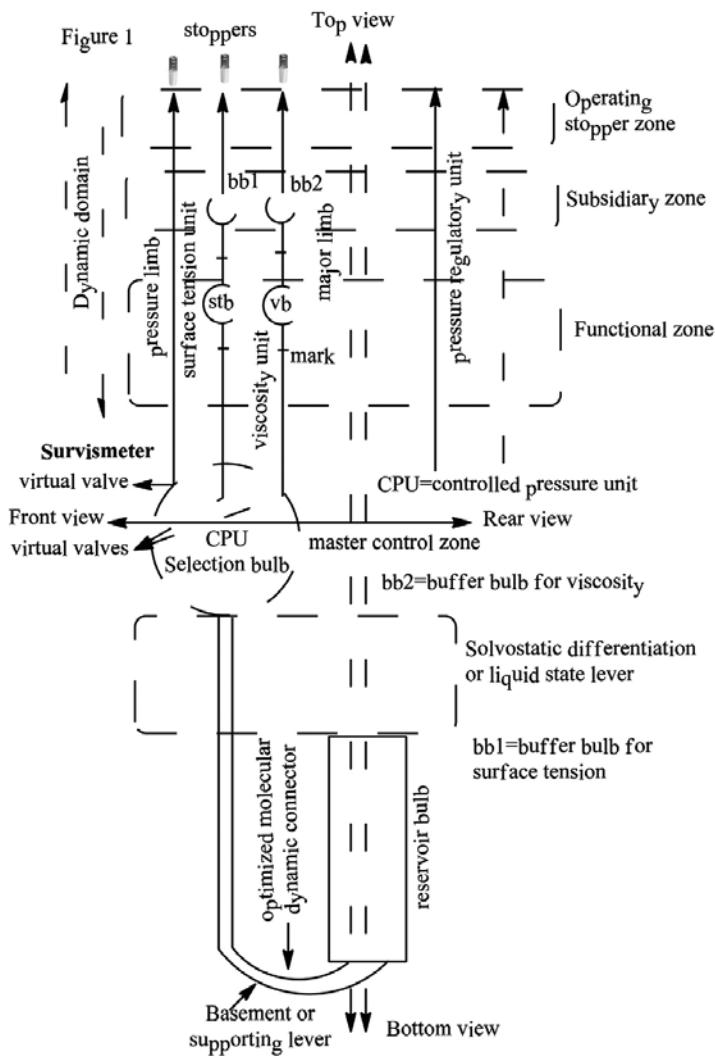 Figure 1
stoppers
Top view
Operating
stopper zone
Dynamic domain
bb1
bb2
Subsidiary zone
pressure limb
surface tension unit
major limb
pressure regulatory unit
stb
vb
Functional zone
viscosity unit
mark
Survismeter
virtual valve
CPU=controlled pressure unit
Front view
Rear view
virtual valves
CPU
Selection bulb
master control zone
bb2=buffer bulb for viscosity
Solvostatic differentiation
or liquid state lever
bb1=buffer bulb for
surface tension
optimized molecular
dynamic connector
reservoir bulb
Basement or
supporting lever
Bottom view